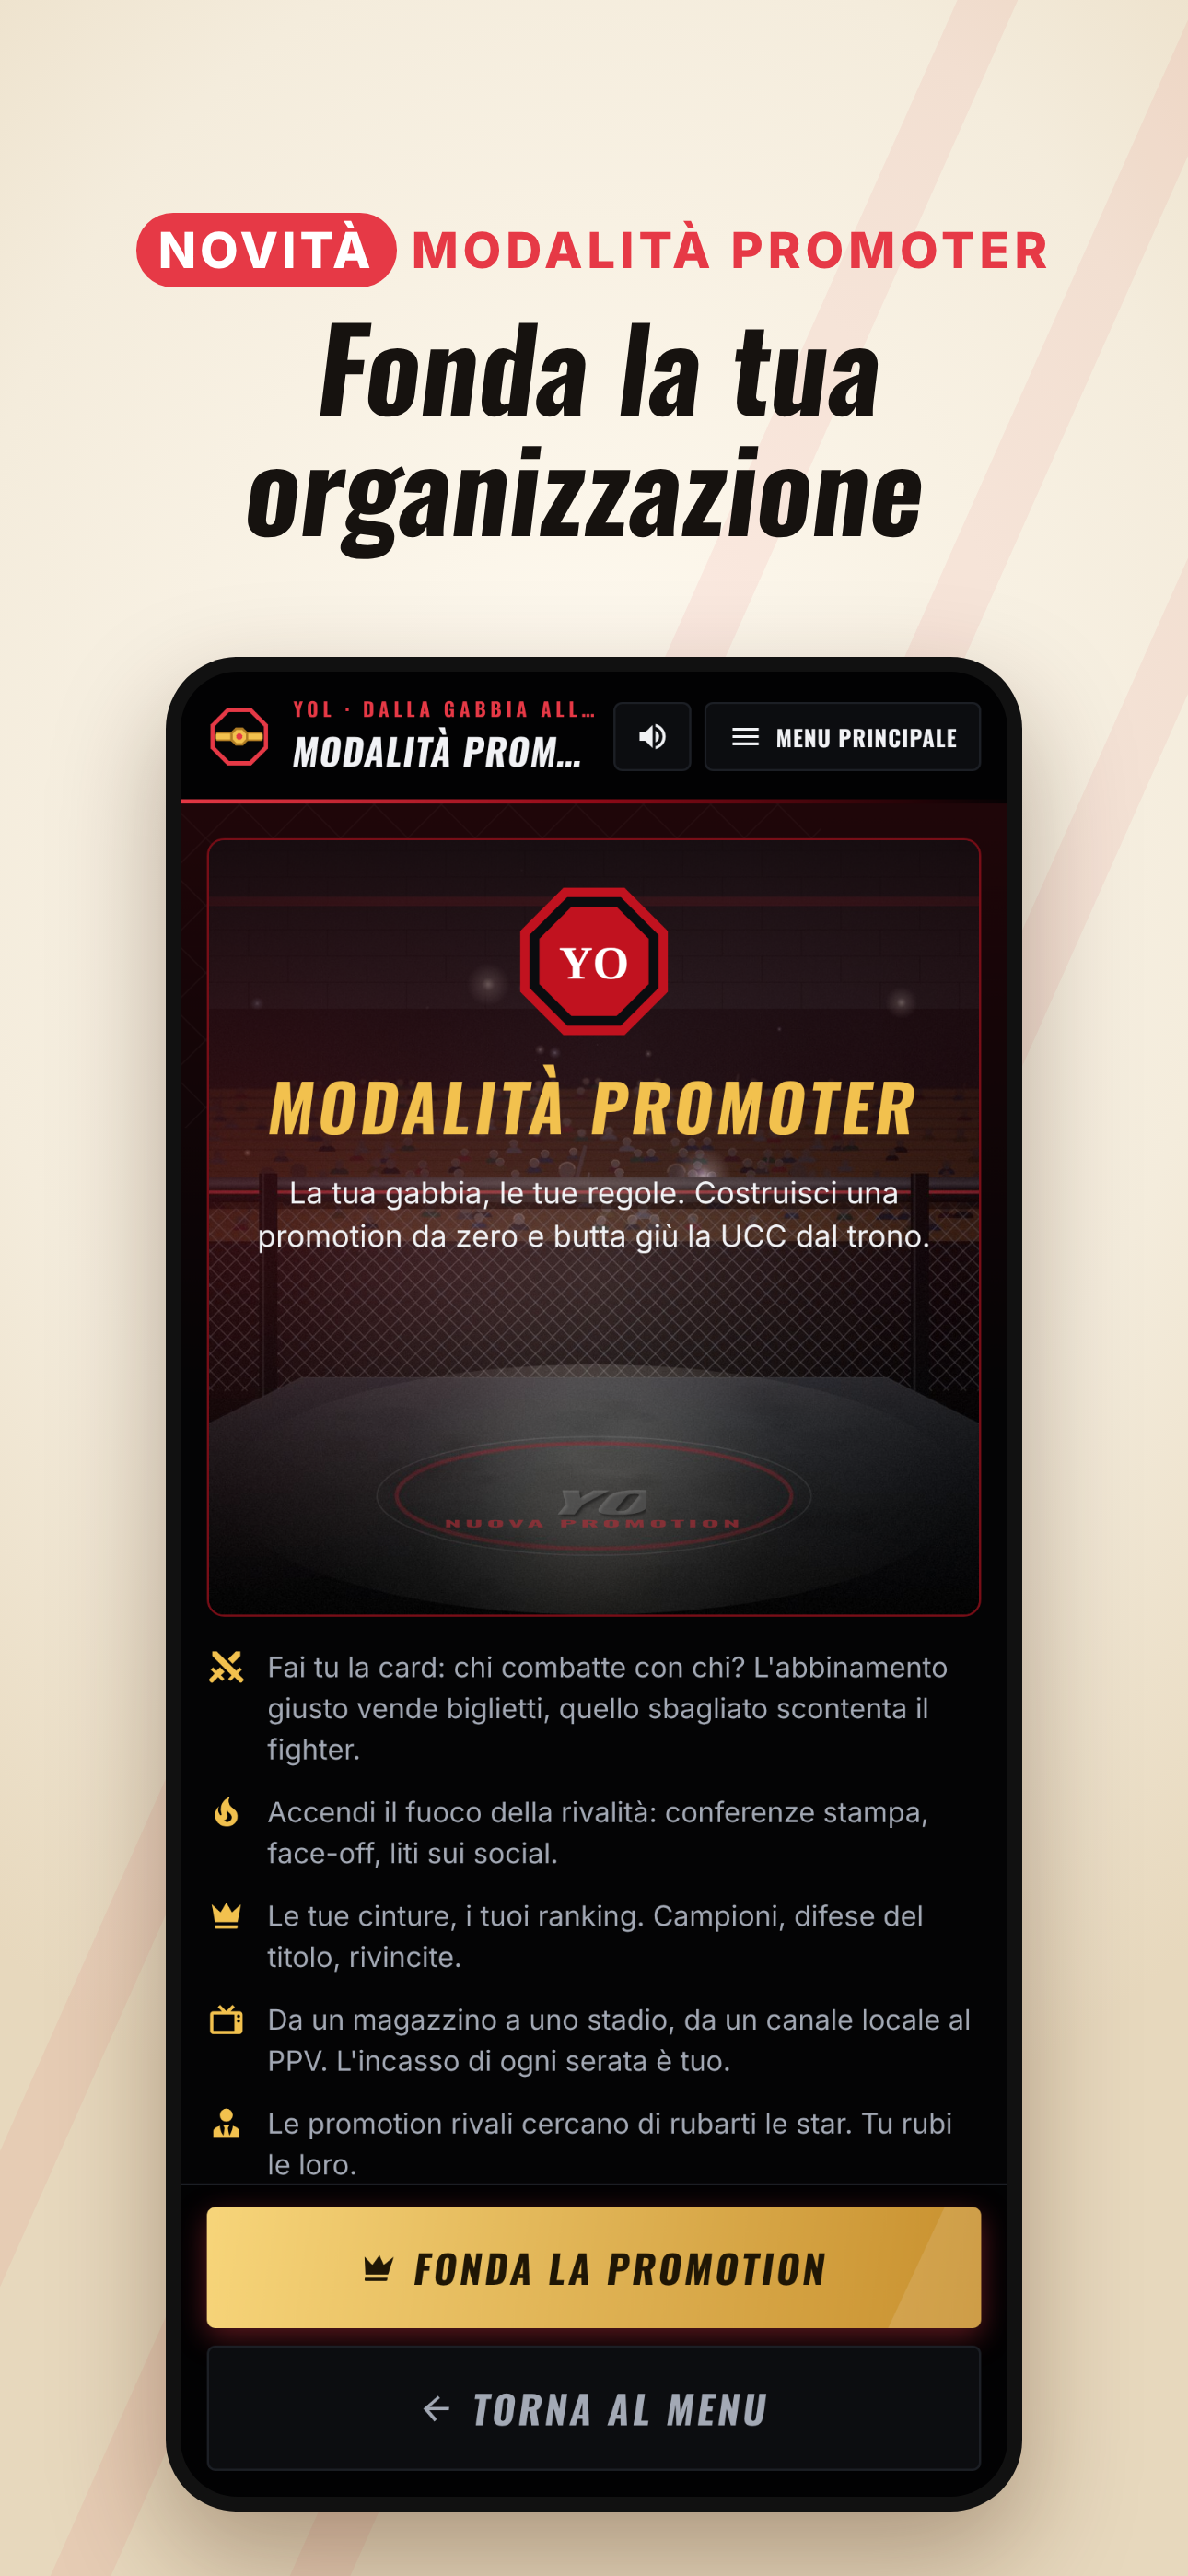 NOVITÀ MODALITÀ PROMOTER
Fonda la tua
organizzazione
YOL · DALLA GABBIA ALL…
MODALITÀ PROM…
MENU PRINCIPALE
YO
MODALITÀ PROMOTER
La tua gabbia, le tue regole. Costruisci una
promotion da zero e butta giù la UCC dal trono.
YO
NUOVA PROMOTION
Fai tu la card: chi combatte con chi? L'abbinamento
giusto vende biglietti, quello sbagliato scontenta il
fighter.
Accendi il fuoco della rivalità: conferenze stampa,
face-off, liti sui social.
Le tue cinture, i tuoi ranking. Campioni, difese del
titolo, rivincite.
Da un magazzino a uno stadio, da un canale locale al
PPV. L'incasso di ogni serata è tuo.
Le promotion rivali cercano di rubarti le star. Tu rubi
le loro.
FONDA LA PROMOTION
TORNA AL MENU